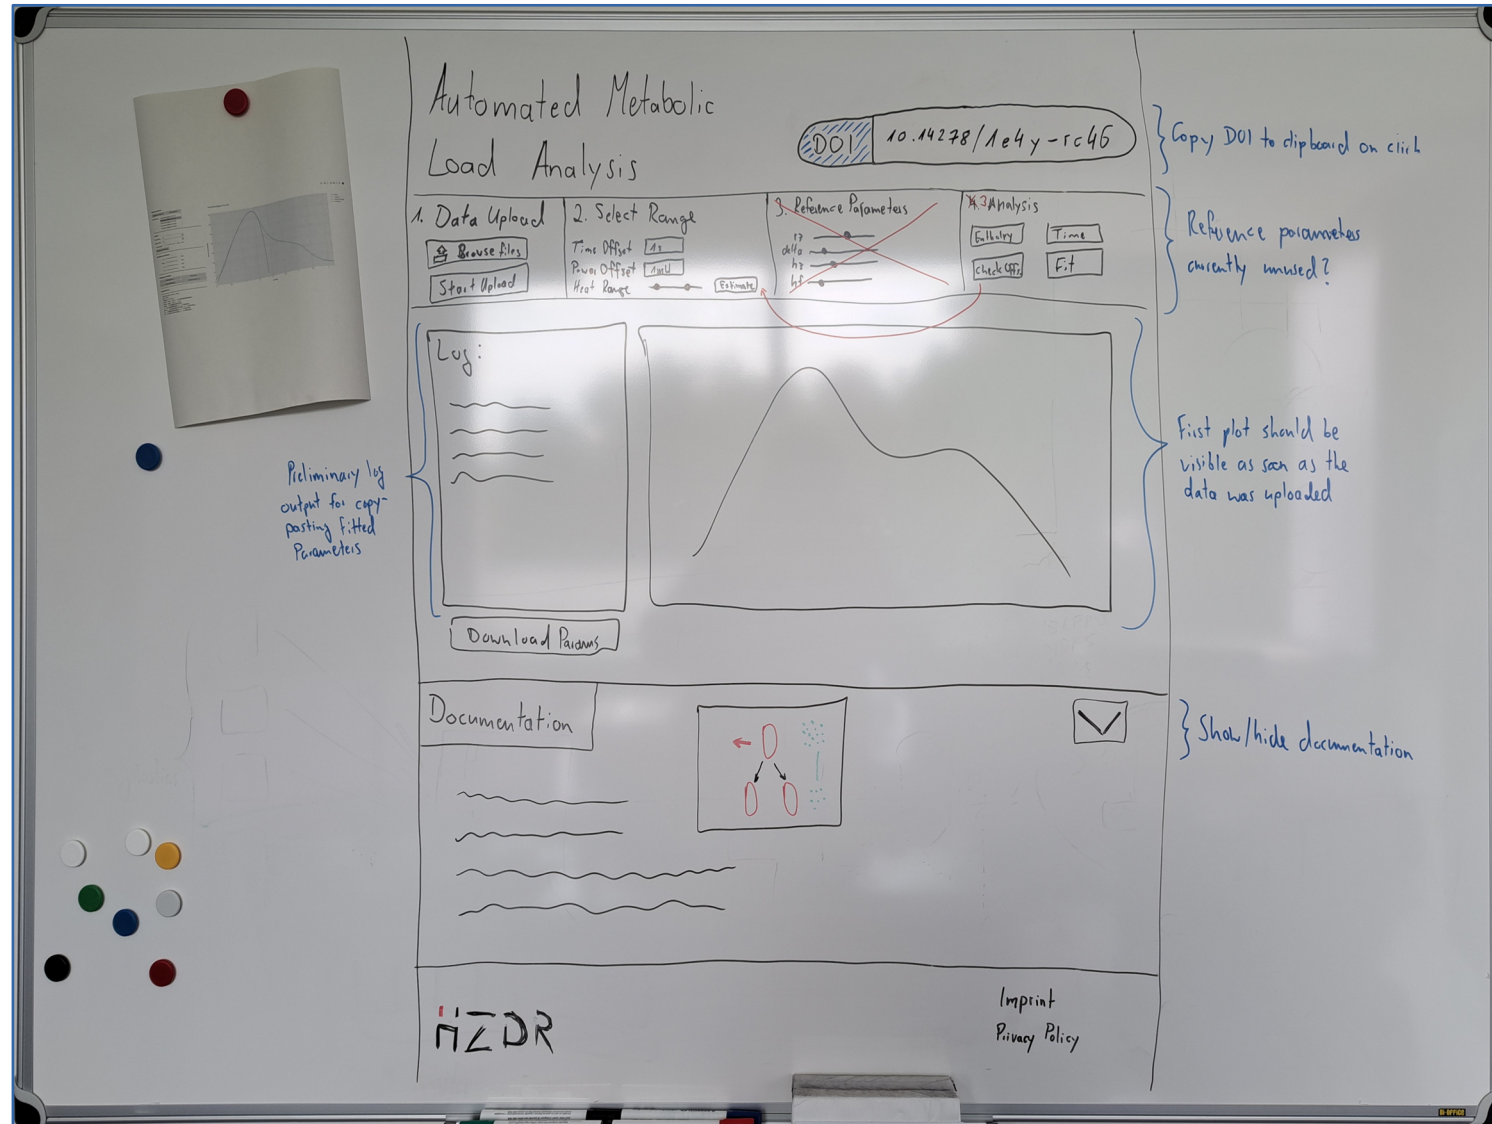 Automated Metabolic
Load Analysis
DOI
10.14278/1e4y-rc46
Copy DOI to clipboard on click
1. Data Upload
Browse files
Start Upload
2. Select Range
Time Offset
Power Offset
Heat Range
Estimate
3. Reference Parameters
delta
3 Analysis
Enthalpy
Time
Check Offs.
Fit
Reference parameters
currently unused?
Log:
Preliminary log
output for copy-
pasting fitted
Parameters
First plot should be
visible as soon as the
data was uploaded
Download Params
Documentation
Show/hide documentation
HZDR
Imprint
Privacy Policy